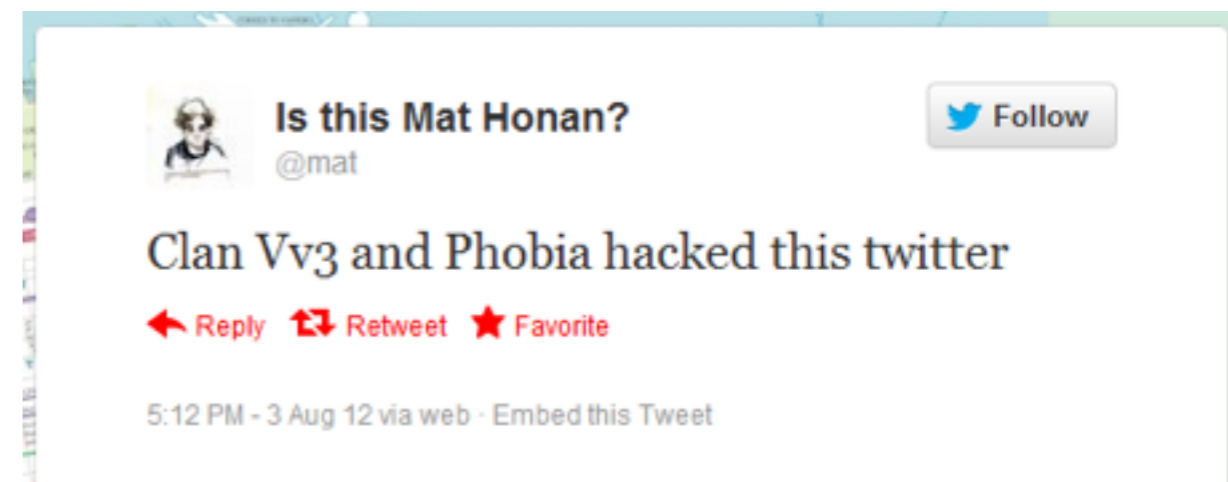 Is this Mat Honan?
Follow
@mat
Clan Vv3 and Phobia hacked this twitter
Reply Retweet Favorite
5:12 PM - 3 Aug 12 via web · Embed this Tweet